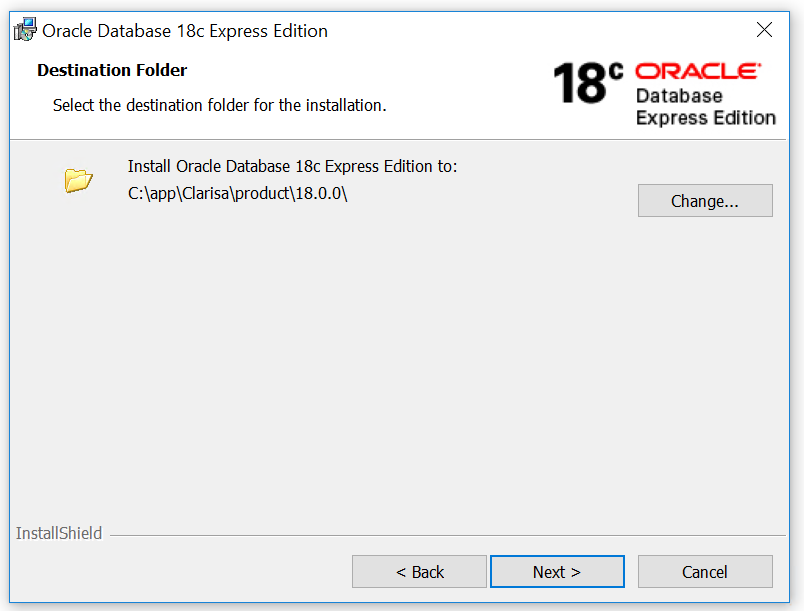 Oracle Database 18c Express Edition
Destination Folder
Select the destination folder for the installation.
18c ORACLE
Database
Express Edition
Install Oracle Database 18c Express Edition to:
C:\app\Clarisa\product\18.0.0\
Change...
InstallShield
< Back
Next >
Cancel